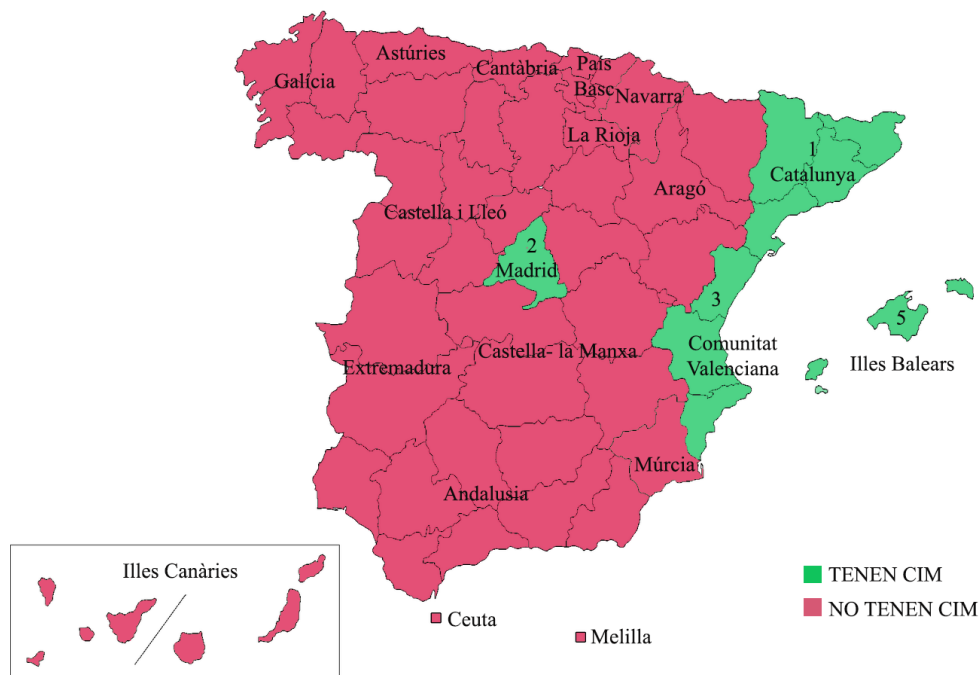 Astúries
Cantàbria
País
Basc
Galícia
Navarra
La Rioja
1
Catalunya
Aragó
Castella i Lleó
2
Madrid
3
5
Comunitat
Valenciana
Illes Balears
Castella- la Manxa
Extremadura
Múrcia
Andalusia
Illes Canàries
Ceuta
Melilla
TENEN CIM
NO TENEN CIM